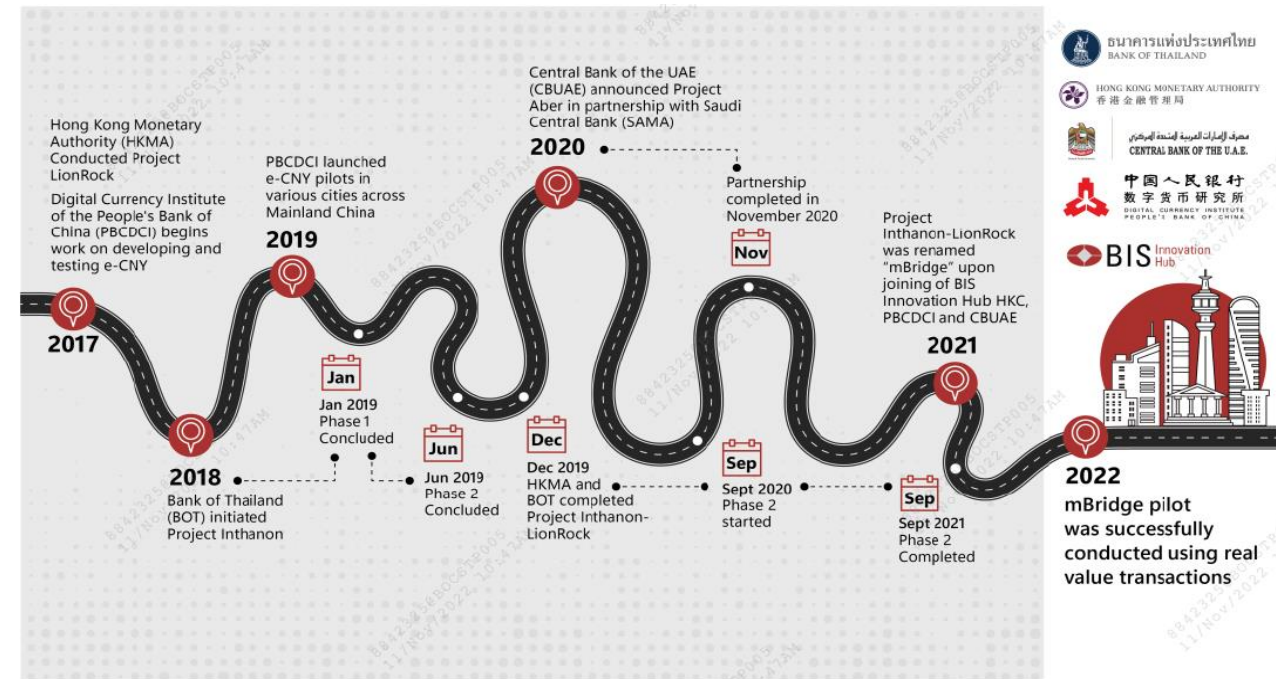 Hong Kong Monetary
Authority (HKMA)
Conducted Project
LionRock
Digital Currency Institute
of the People's Bank of
China (PBCDCI) begins
work on developing and
testing e-CNY
2017
2018
Bank of Thailand
(BOT) initiated
Project Inthanon
PBCDCI launched
e-CNY pilots in
various cities across
Mainland China
2019
Jan
Jan 2019
Phase 1
Concluded
Jun
Jun 2019
Phase 2
Concluded
Dec
Dec 2019
HKMA and
BOT completed
Project Inthanon-
LionRock
Central Bank of the UAE
(CBUAE) announced Project
Aber in partnership with Saudi
Central Bank (SAMA)
2020
Partnership
completed in
November 2020
Nov
Sep
Sept 2020
Phase 2
started
Project
Inthanon-LionRock
was renamed
“mBridge” upon
joining of BIS
Innovation Hub HKC,
PBCDCI and CBUAE
2021
Sep
Sept 2021
Phase 2
Completed
2022
mBridge pilot
was successfully
conducted using real
value transactions
ธนาคารแห่งประเทศไทย
BANK OF THAILAND
HONG KONG MONETARY AUTHORITY
香港金融管理局
مصرف الإمارات العربية المتحدة المركزي
CENTRAL BANK OF THE U.A.E.
中国人民银行
数字货币研究所
DIGITAL CURRENCY INSTITUTE
PEOPLE'S BANK OF CHINA
BIS Innovation
Hub